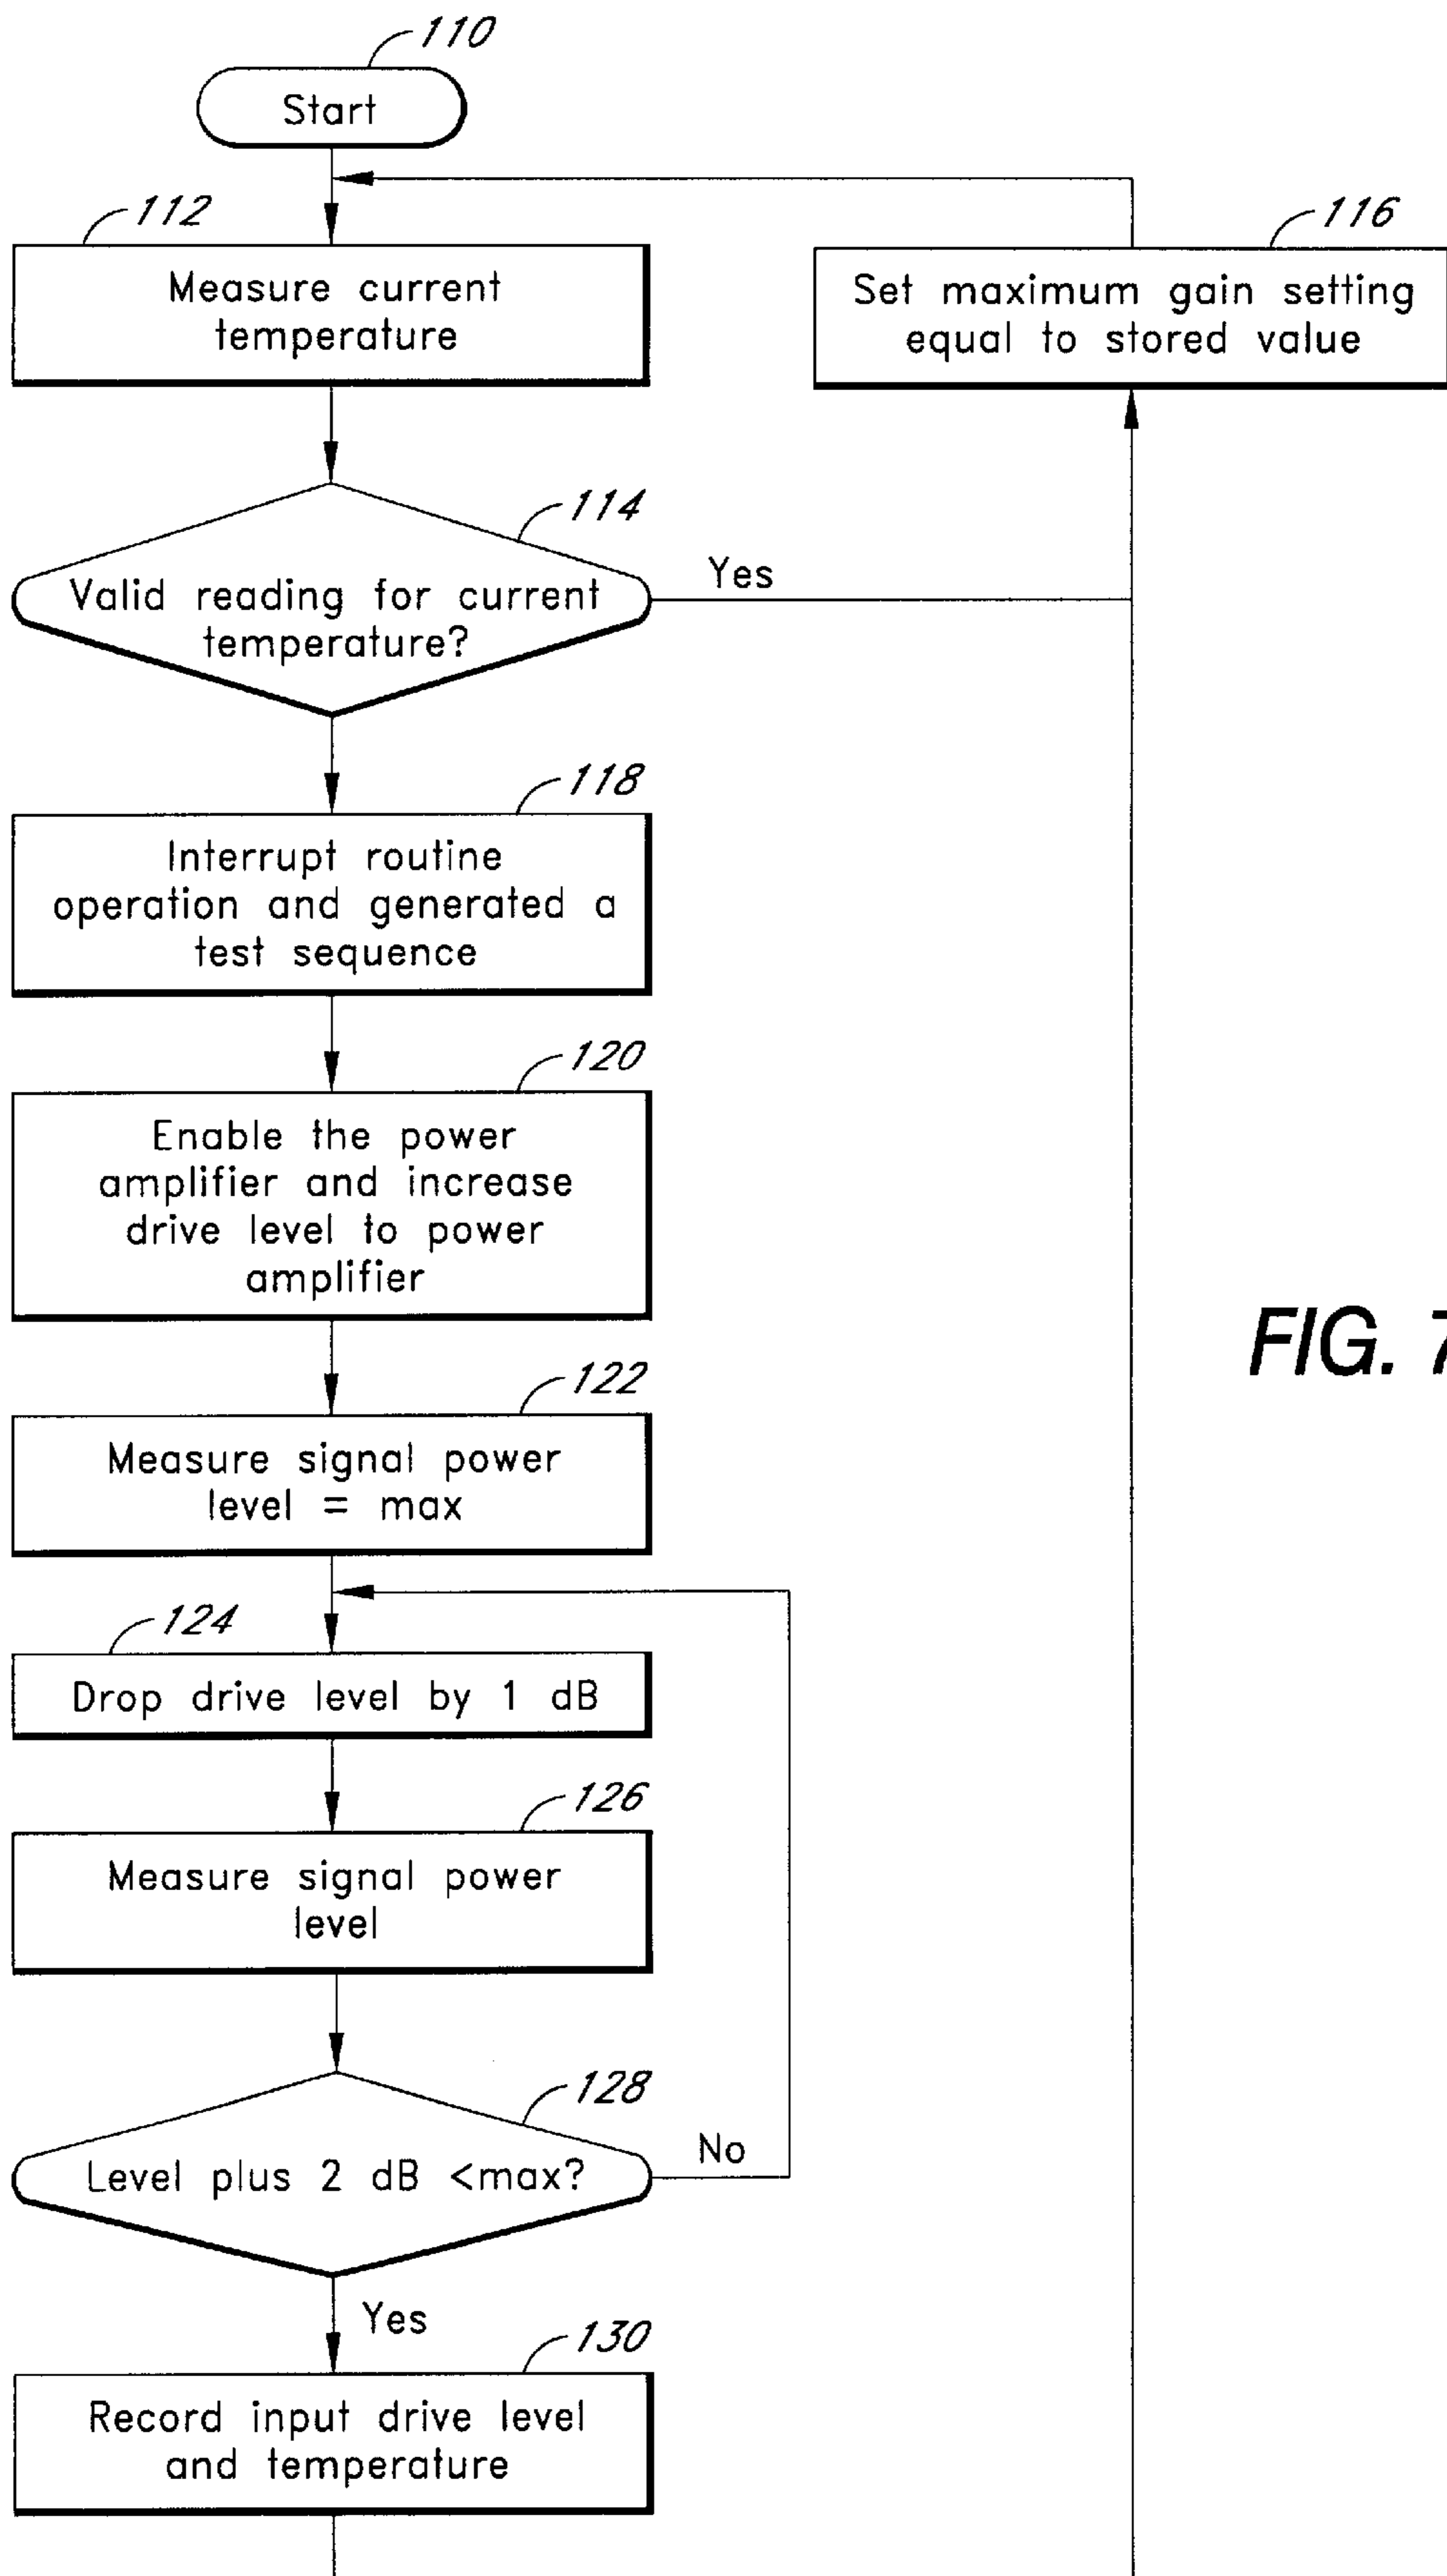 110
Start
112
Measure current
temperature
116
Set maximum gain setting
equal to stored value
114
Valid reading for current
temperature?
Yes
118
Interrupt routine
operation and generated a
test sequence
120
Enable the power
amplifier and increase
drive level to power
amplifier
FIG. 7
122
Measure signal power
level = max
124
Drop drive level by 1 dB
126
Measure signal power
level
128
Level plus 2 dB <max?
No
Yes
130
Record input drive level
and temperature